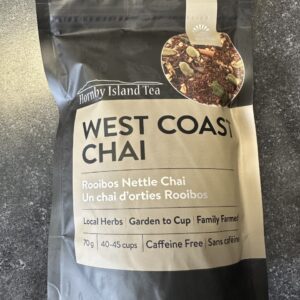 Hornby Island Tea
WEST COAST
CHAI
Rooibos Nettle Chai
Un chai d'orties Rooibos
Local Herbs | Garden to Cup | Family Farmed
70g | 40-45 cups | Caffeine Free | Sans caféine